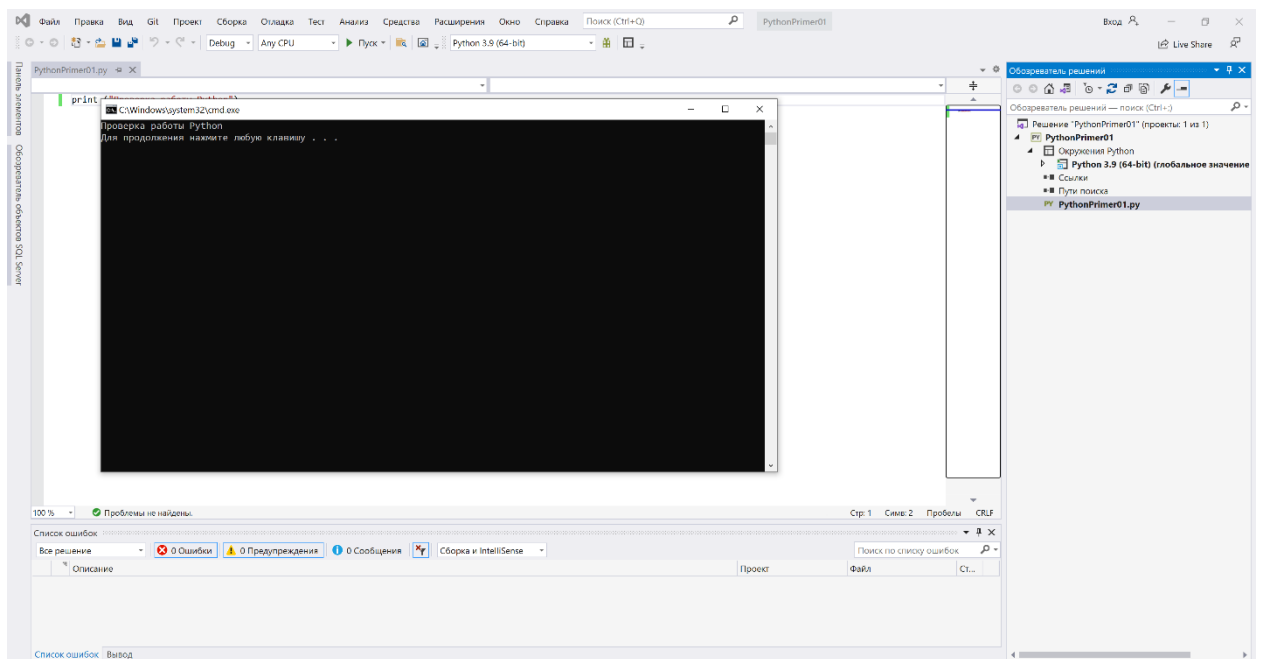 Файл Правка Вид Git Проект Сборка Отладка Тест Анализ Средства Расширения Окно Справка Поиск (Ctrl+Q) PythonPrimer01 Вход
Debug Any CPU Пуск Python 3.9 (64-bit) Live Share
Панель элементов
Обозреватель объектов SQL Server
PythonPrimer01.py
print
C:\Windows\system32\cmd.exe
Проверка работы Python
Для продолжения нажмите любую клавишу . . .
100 % Проблемы не найдены. Стр: 1 Симв: 2 Пробелы CRLF
Список ошибок
Все решение 0 Ошибки 0 Предупреждения 0 Сообщения Сборка и IntelliSense Поиск по списку ошибок
Описание Проект Файл Ст...
Список ошибок Вывод
Обозреватель решений
Обозреватель решений — поиск (Ctrl+;)
Решение "PythonPrimer01" (проекты: 1 из 1)
PythonPrimer01
Окружения Python
Python 3.9 (64-bit) (глобальное значение
Ссылки
Пути поиска
PythonPrimer01.py